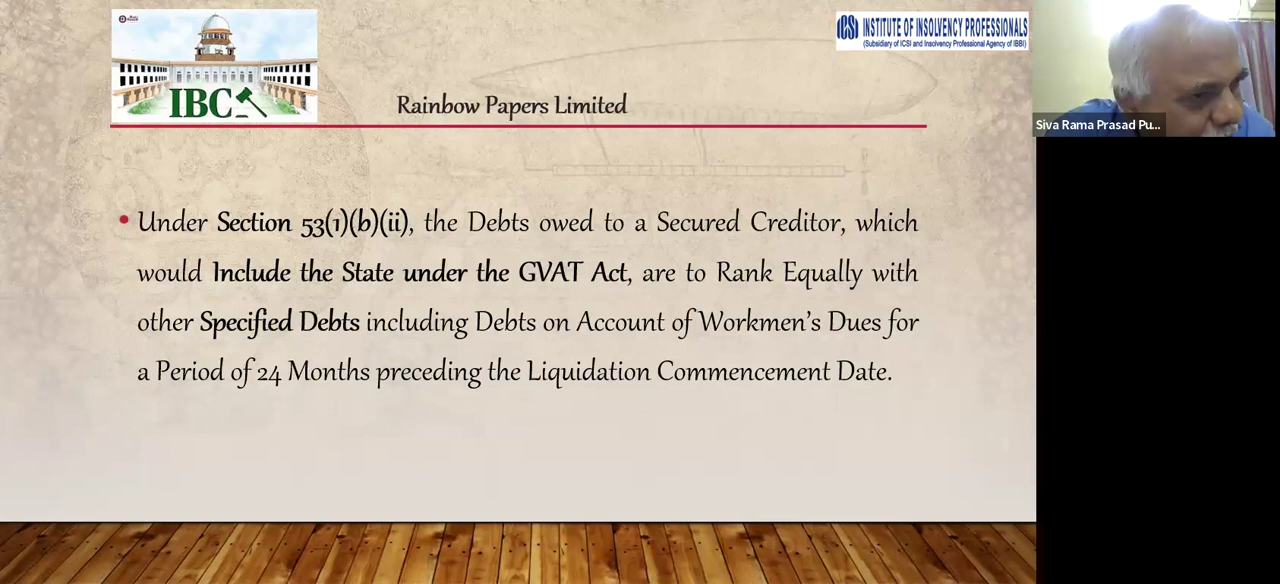 IBC
ICSI INSTITUTE OF INSOLVENCY PROFESSIONALS
(Subsidiary of ICSI and Insolvency Professional Agency of IBBI)
Rainbow Papers Limited
Siva Rama Prasad Pu...
• Under Section 53(1)(b)(ii), the Debts owed to a Secured Creditor, which
would Include the State under the GVAT Act, are to Rank Equally with
other Specified Debts including Debts on Account of Workmen’s Dues for
a Period of 24 Months preceding the Liquidation Commencement Date.